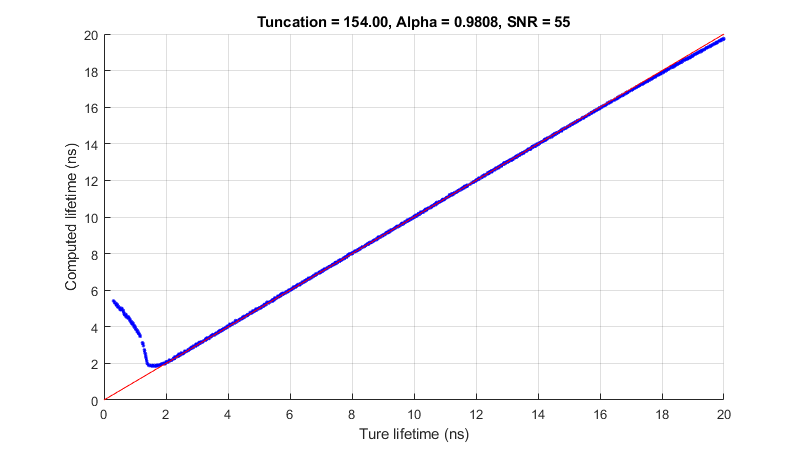 Tuncation = 154.00, Alpha = 0.9808, SNR = 55
20
18
16
14
12
10
8
6
4
2
0
Computed lifetime (ns)
0 2 4 6 8 10 12 14 16 18 20
Ture lifetime (ns)